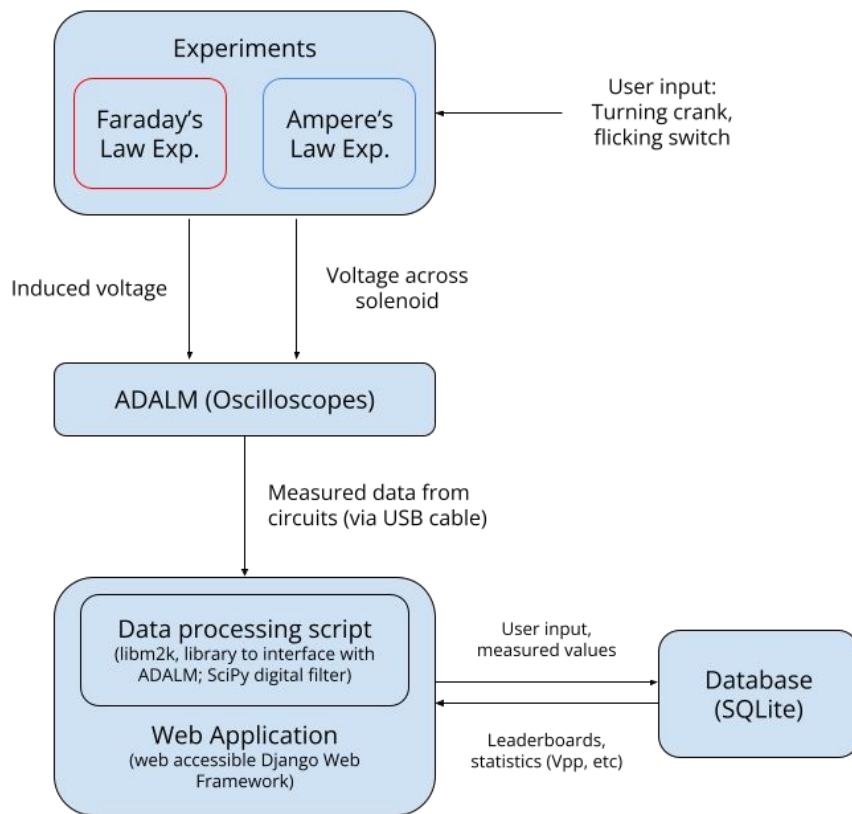 Experiments
Faraday's
Law Exp.
Ampere's
Law Exp.
User input:
Turning crank,
flicking switch
Induced voltage
Voltage across
solenoid
ADALM (Oscilloscopes)
Measured data from
circuits (via USB cable)
Data processing script
(libm2k, library to interface with
ADALM; SciPy digital filter)
Web Application
(web accessible Django Web
Framework)
User input,
measured values
Leaderboards,
statistics (Vpp, etc)
Database
(SQLite)